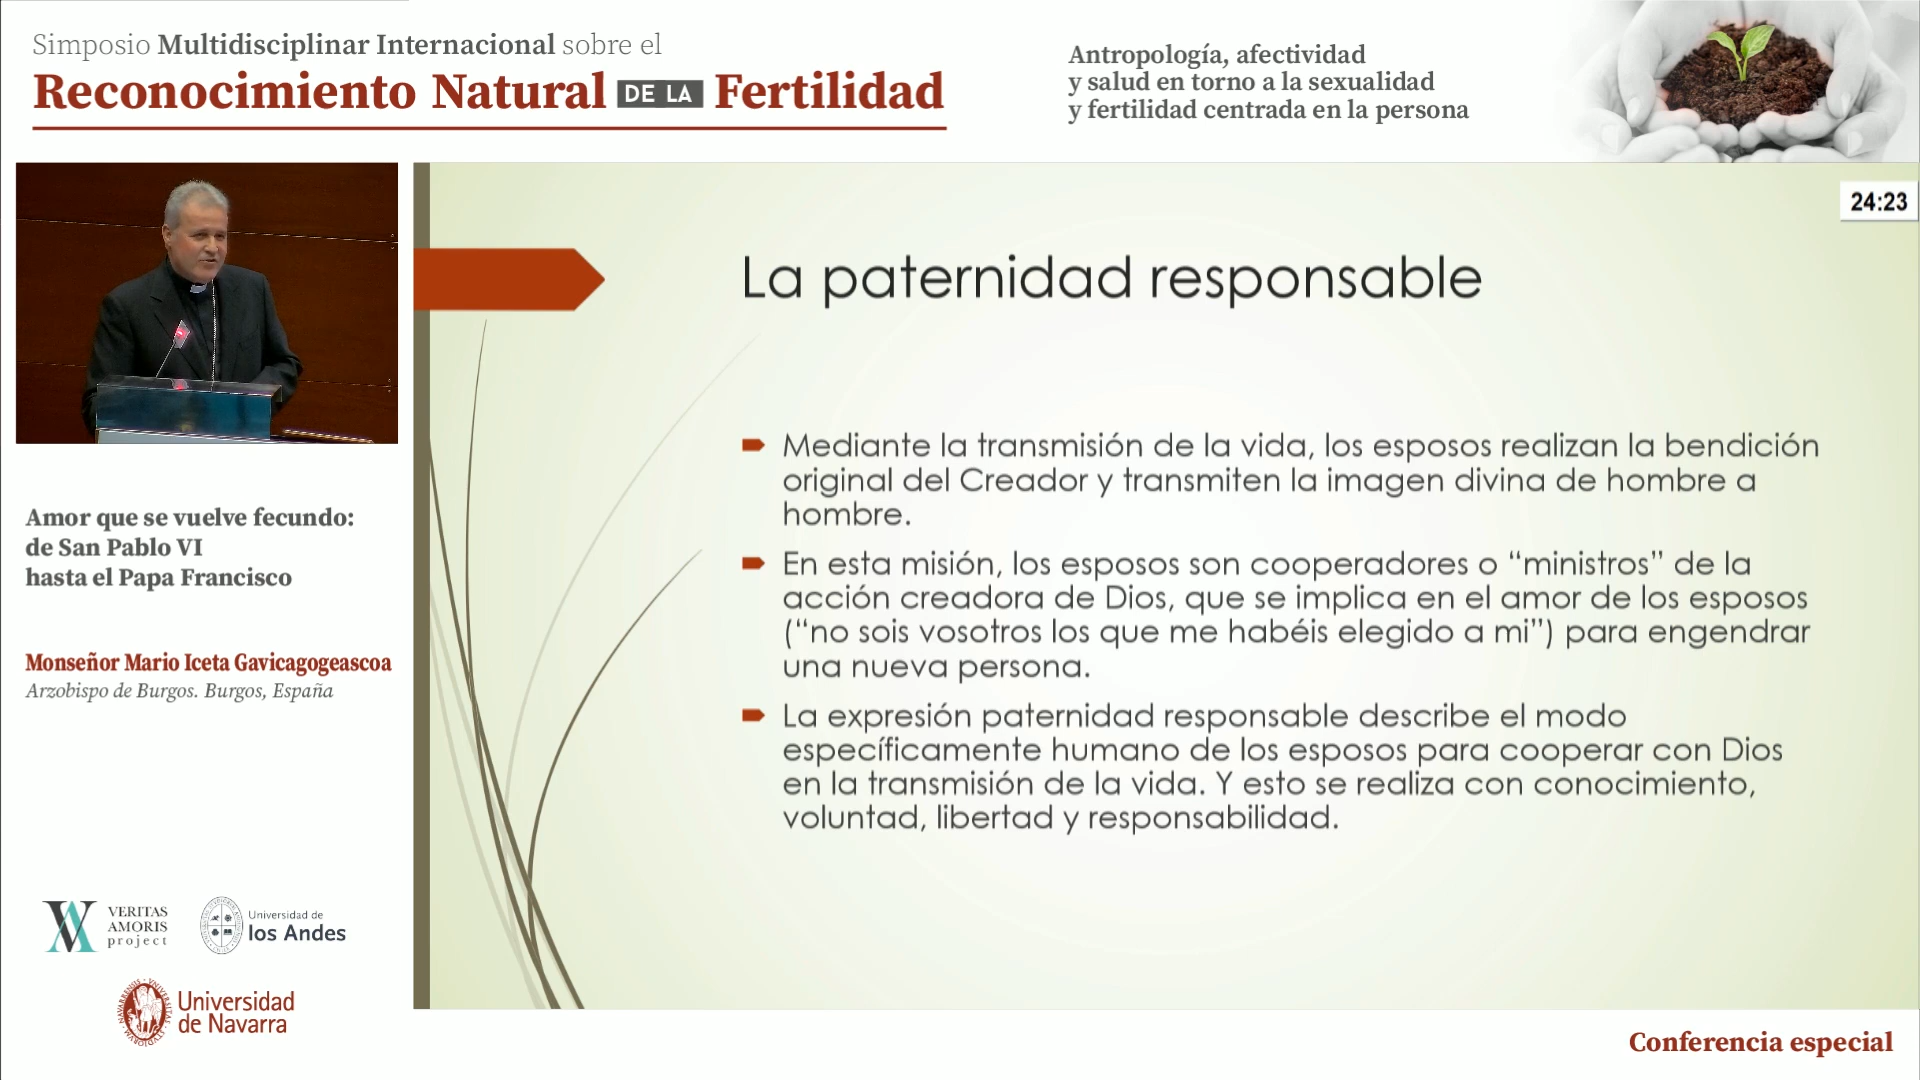 Simposio Multidisciplinar Internacional sobre el
Reconocimiento Natural DE LA Fertilidad
Antropología, afectividad
y salud en torno a la sexualidad
y fertilidad centrada en la persona
24:23
La paternidad responsable
Mediante la transmisión de la vida, los esposos realizan la bendición
original del Creador y transmiten la imagen divina de hombre a
hombre.
En esta misión, los esposos son cooperadores o “ministros” de la
acción creadora de Dios, que se implica en el amor de los esposos
(“no sois vosotros los que me habéis elegido a mi”) para engendrar
una nueva persona.
La expresión paternidad responsable describe el modo
específicamente humano de los esposos para cooperar con Dios
en la transmisión de la vida. Y esto se realiza con conocimiento,
voluntad, libertad y responsabilidad.
Amor que se vuelve fecundo:
de San Pablo VI
hasta el Papa Francisco
Monseñor Mario Iceta Gavicagogeascoa
Arzobispo de Burgos. Burgos, España
VERITAS
AMORIS
project
Universidad de
los Andes
Universidad
de Navarra
Conferencia especial